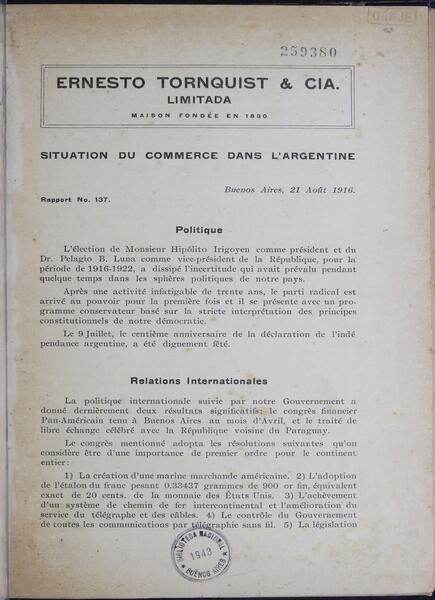 259380
ERNESTO TORNQUIST & CIA.
LIMITADA
MAISON FONDÉE EN 1830
SITUATION DU COMMERCE DANS L'ARGENTINE
Buenos Aires, 21 Août 1916.
Rapport No. 137.
Politique
L'élection de Monsieur Hipólito Irigoyen comme président et du
Dr. Pelagio B. Luna comme vice-président de la République, pour la
période de 1916-1922, a dissipé l'incertitude qui avait prévalu pendant
quelque temps dans les sphères politiques de notre pays.
Après une activité infatigable de trente ans, le parti radical est
arrivé au pouvoir pour la première fois et il se présente avec un pro-
gramme conservateur basé sur la stricte interprétation des principes
constitutionnels de notre démocratie.
Le 9 Juillet, le centième anniversaire de la déclaration de l'indé
pendance argentine, a été dignement fêté.
Relations Internationales
La politique internationale suivie par notre Gouvernement a
donné dernièrement deux résultats significatifs: le congrès financier
Pan-Américain tenu à Buenos Aires au mois d'Avril, et le traité de
libre échange célébré avec la République voisine du Paraguay.
Le congrès mentionné adopta les résolutions suivantes qu'on
considère être d'une importance de premier ordre pour le continent
entier:
1) La création d'une marine marchande américaine. 2) L'adoption
de l'étalon du franc pesant 0.33437 grammes de 900 or fin, équivalent
exact de 20 cents. de la monnaie des États Unis. 3) L'achèvement
d'un système de chemin de fer intercontinental et l'amélioration du
service du télégraphe et des câbles. 4) Le contrôle du Gouvernement
de toutes les communications par télégraphie sans fil. 5) La législation
BIBLIOTECA NACIONAL
1943
BUENOS AIRES